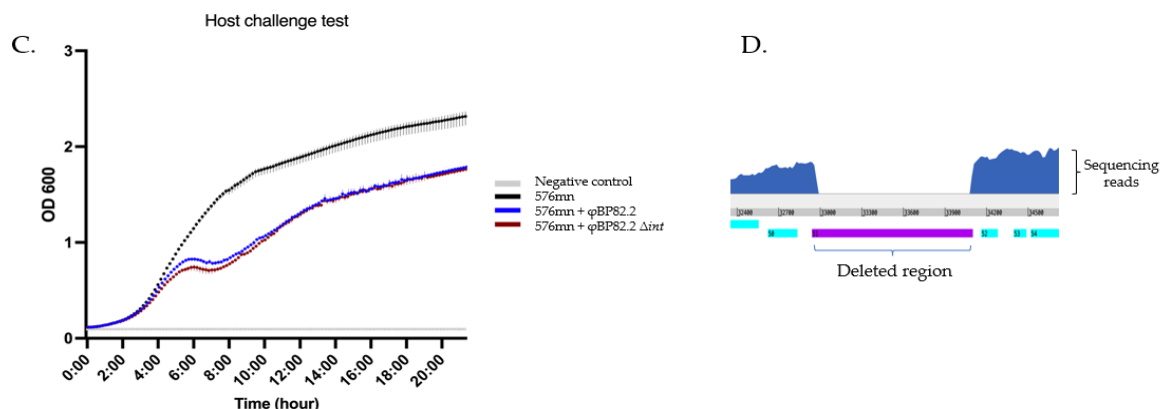 Host challenge test
C.
3
2
1
0
OD 600
0:00
2:00
4:00
6:00
8:00
10:00
12:00
14:00
16:00
18:00
20:00
Time (hour)
Negative control
576mn
576mn + φBP82.2
576mn + φBP82.2 Δint
D.
Sequencing
reads
32400
32700
33000
33300
33600
33900
34200
34500
Deleted region